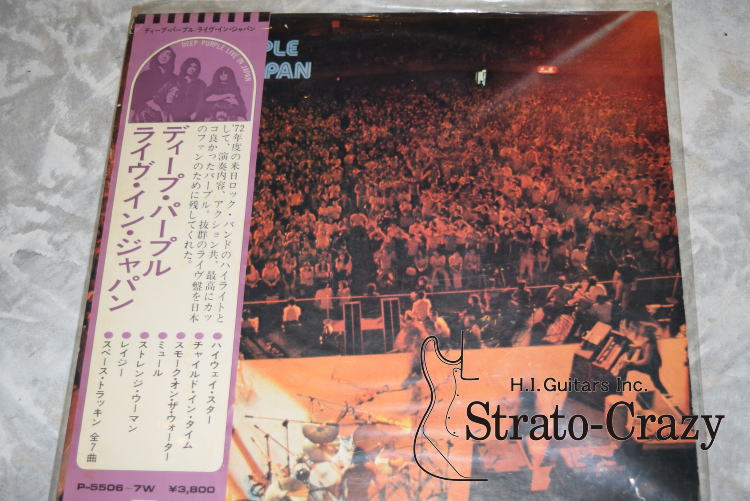 ディープ・パープル/ライヴ・イン・ジャパン
DEEP PURPLE LIVE IN JAPAN
ディープ・パープル
ライヴ・イン・ジャパン
'72年度の来日ロック・バンドのハイライトと
して、演奏内容、アクション共、最高にカッ
コ良かったパープル。抜群のライヴ盤を日本
のファンのために残してくれた。
ハイウェイ・スター
チャイルド・イン・タイム
スモーク・オン・ザ・ウォーター
ミュール
ストレンジ・ウーマン
レイジー
スペース・トラッキン 全7曲
P-5506~7W ¥3,800
PLE
PAN
H.I.Guitars Inc.
Strato-Crazy